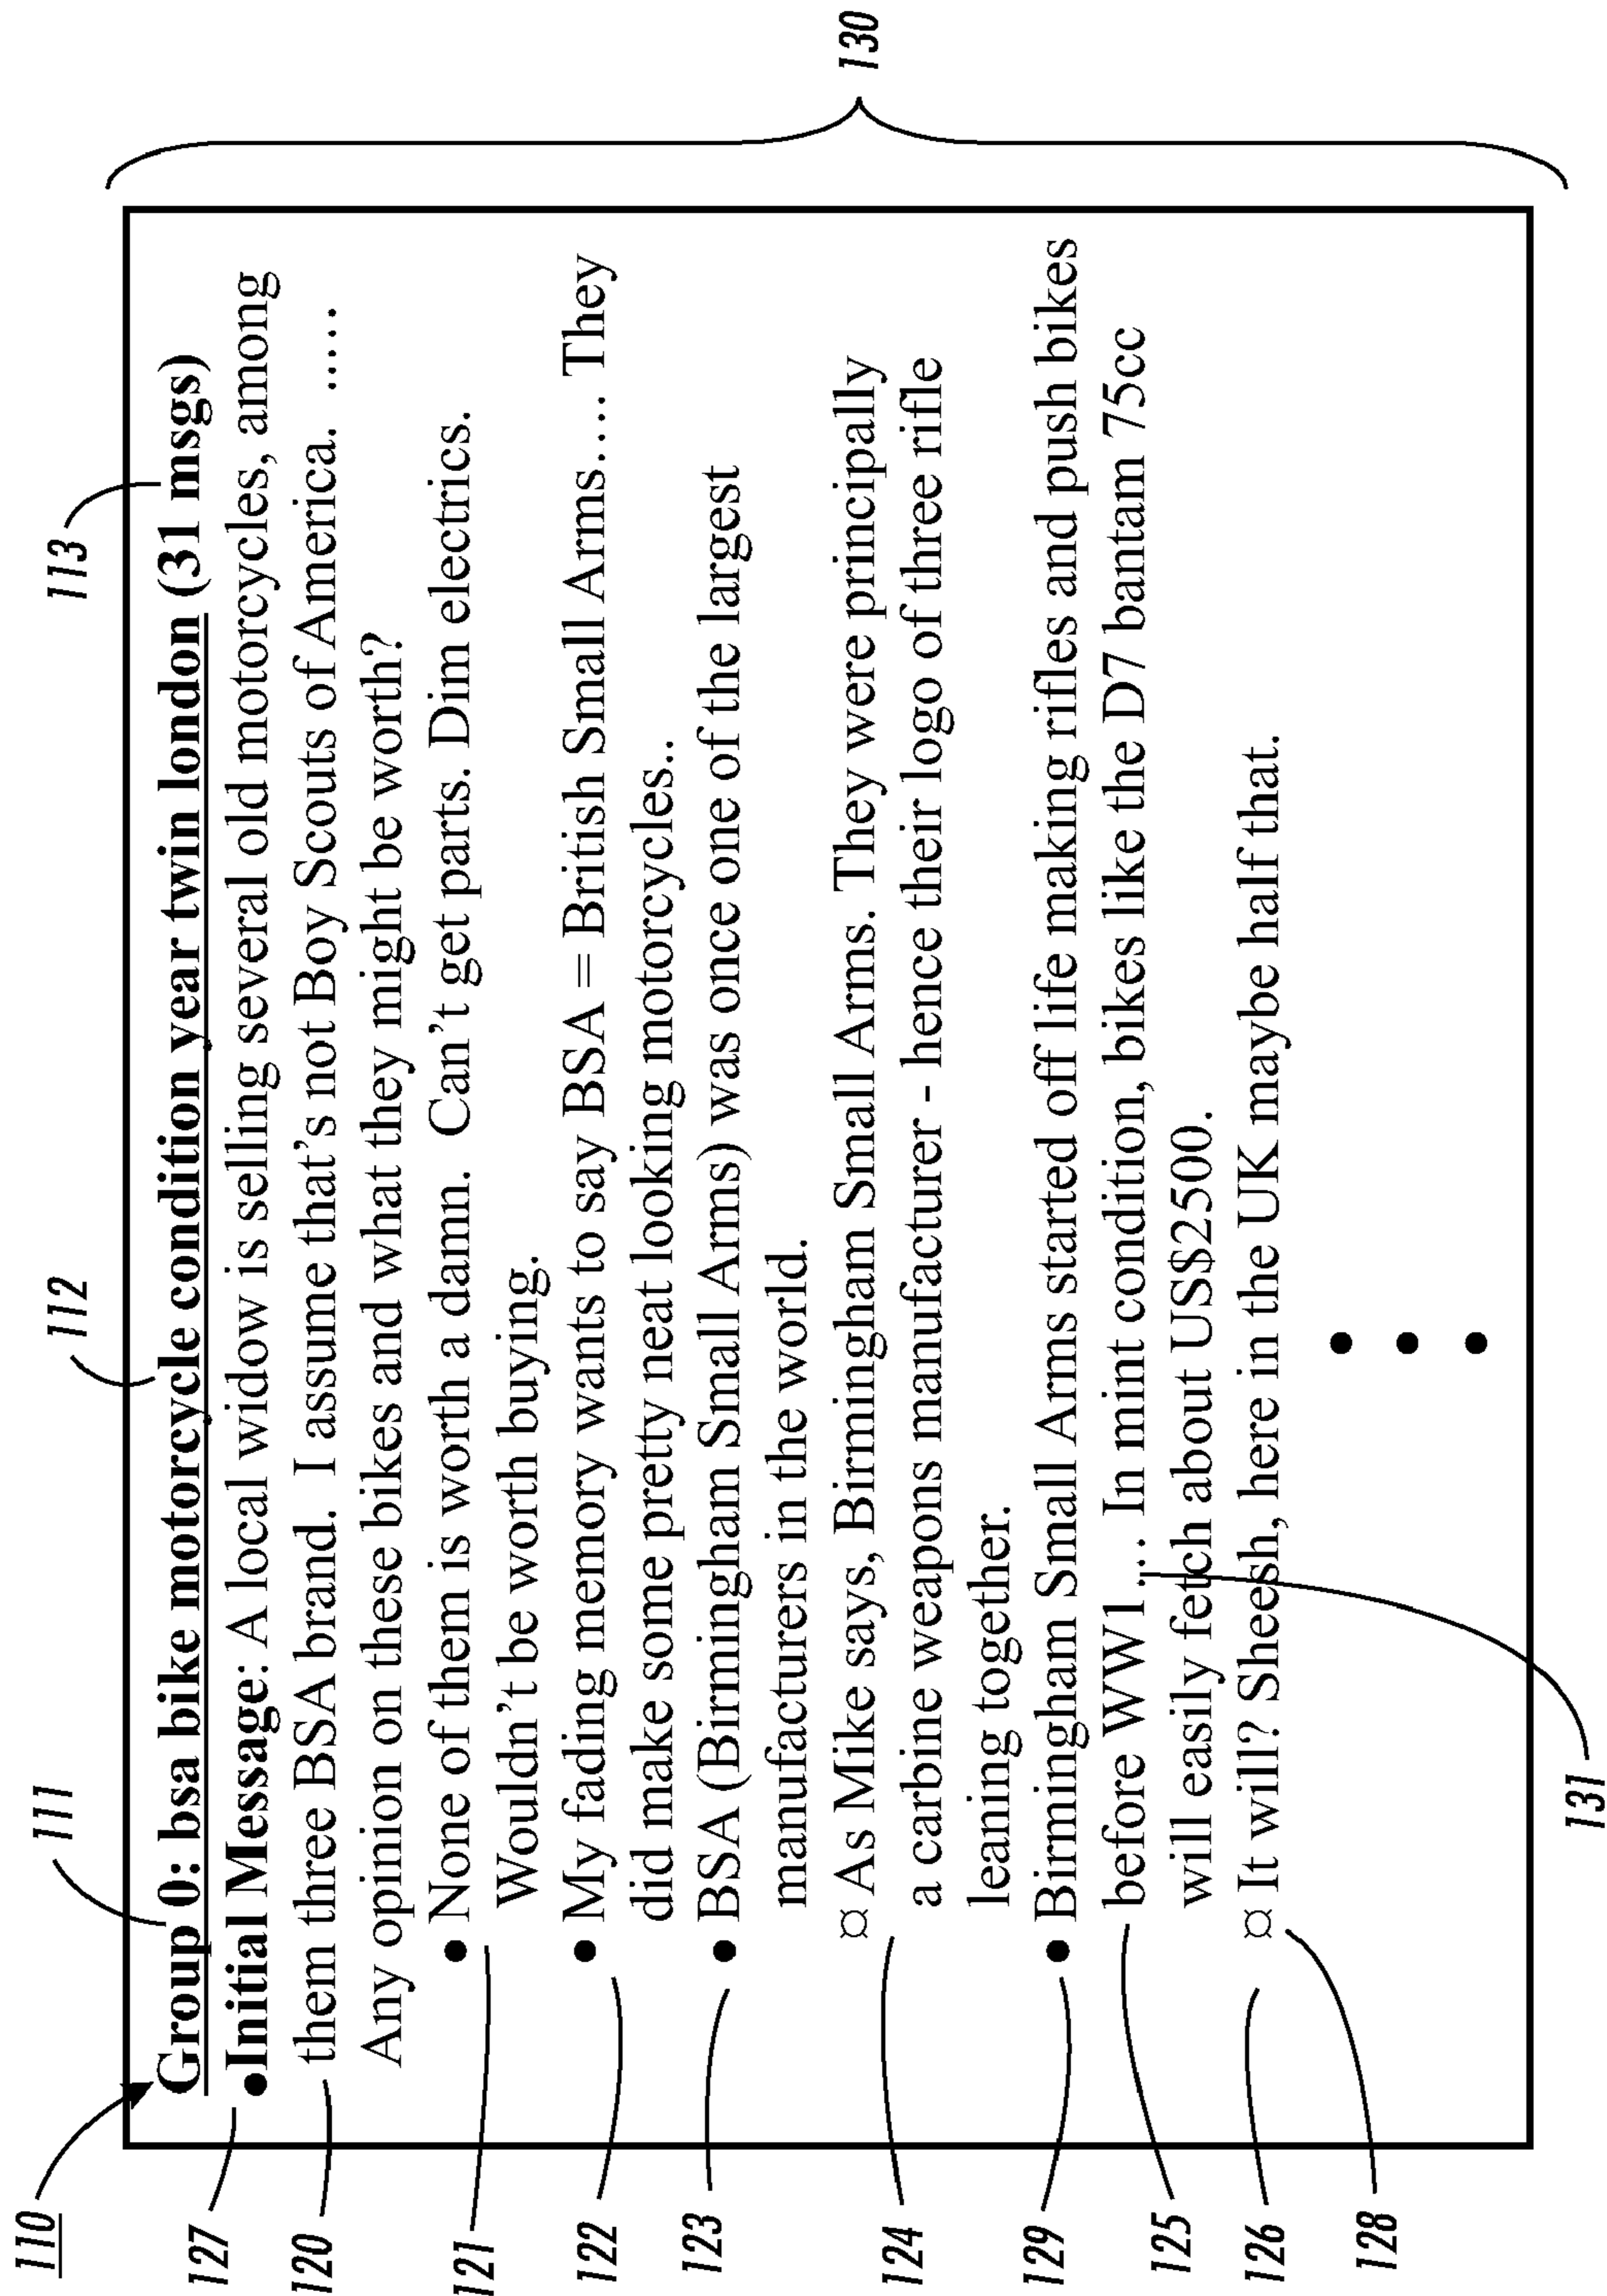 110
111
112
113
Group 0: bsa bike motorcycle condition year twin london (31 msgs)
127
●Initial Message: A local widow is selling several old motorcycles, among
120
them three BSA brand. I assume that's not Boy Scouts of America. .....
Any opinion on these bikes and what they might be worth?
121
● None of them is worth a damn. Can't get parts. Dim electrics.
Wouldn't be worth buying.
122
● My fading memory wants to say BSA = British Small Arms.... They
did make some pretty neat looking motorcycles..
123
● BSA (Birmingham Small Arms) was once one of the largest
manufacturers in the world.
124
¤ As Mike says, Birmingham Small Arms. They were principally
a carbine weapons manufacturer - hence their logo of three rifle
leaning together.
129
● Birmingham Small Arms started off life making rifles and push bikes
125
before WW1 ... In mint condition, bikes like the D7 bantam 75cc
will easily fetch about US$2500.
126
128
¤ It will? Sheesh, here in the UK maybe half that.
●
●
●
131
130